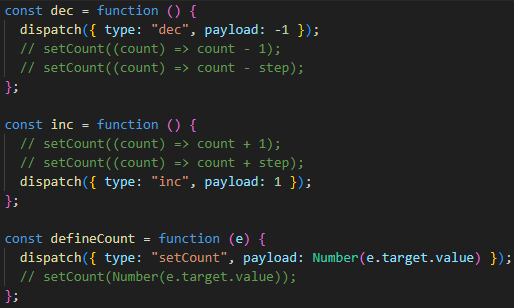 const dec = function () {
  dispatch({ type: "dec", payload: -1 });
  // setCount((count) => count - 1);
  // setCount((count) => count - step);
};

const inc = function () {
  // setCount((count) => count + 1);
  // setCount((count) => count + step);
  dispatch({ type: "inc", payload: 1 });
};

const defineCount = function (e) {
  dispatch({ type: "setCount", payload: Number(e.target.value) });
  // setCount(Number(e.target.value));
};